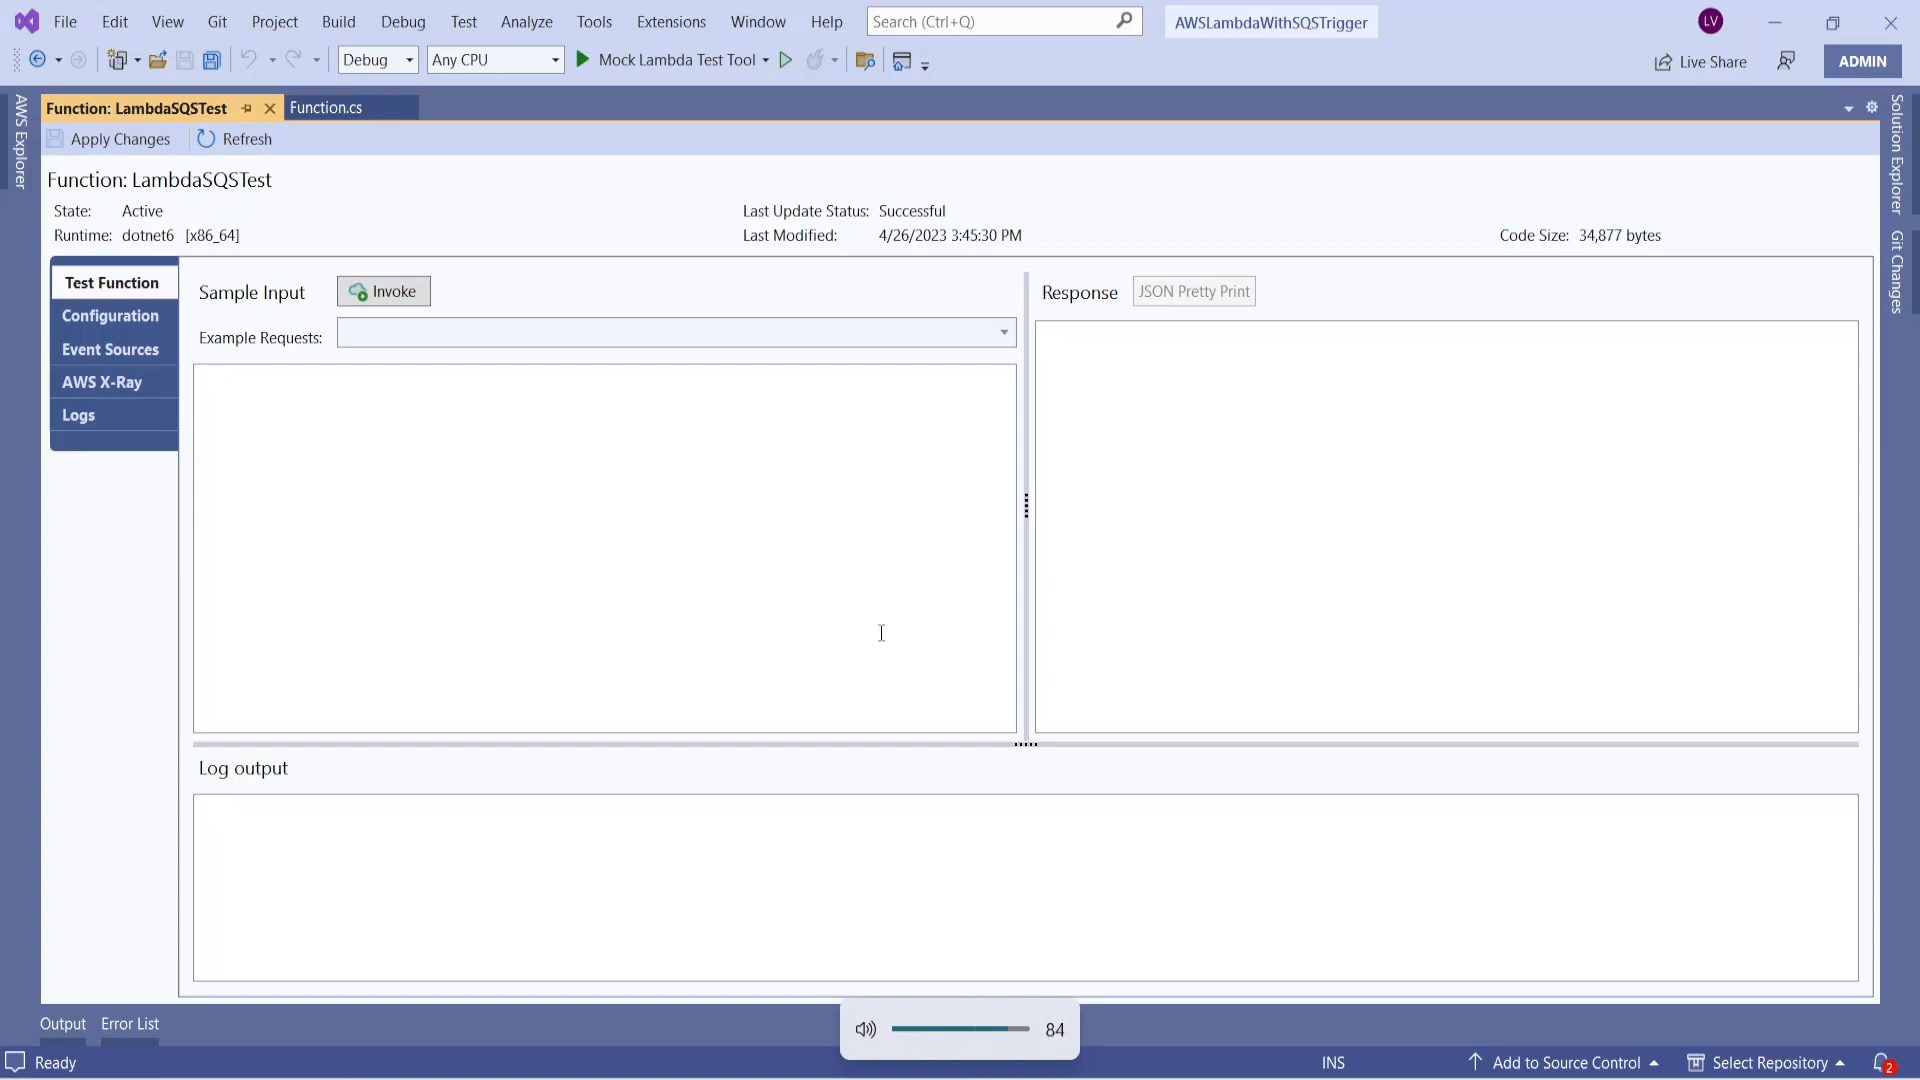 File Edit View Git Project Build Debug Test Analyze Tools Extensions Window Help Search (Ctrl+Q) AWSLambdaWithSQSTrigger LV
Debug Any CPU Mock Lambda Test Tool Live Share ADMIN
AWS Explorer
Function: LambdaSQSTest Function.cs
Apply Changes Refresh
Function: LambdaSQSTest
State: Active Last Update Status: Successful
Runtime: dotnet6 [x86_64] Last Modified: 4/26/2023 3:45:30 PM Code Size: 34,877 bytes
Test Function
Configuration
Event Sources
AWS X-Ray
Logs
Sample Input Invoke
Example Requests:
Response JSON Pretty Print
Log output
Solution Explorer
Git Changes
Output Error List
84
Ready INS Add to Source Control Select Repository 2